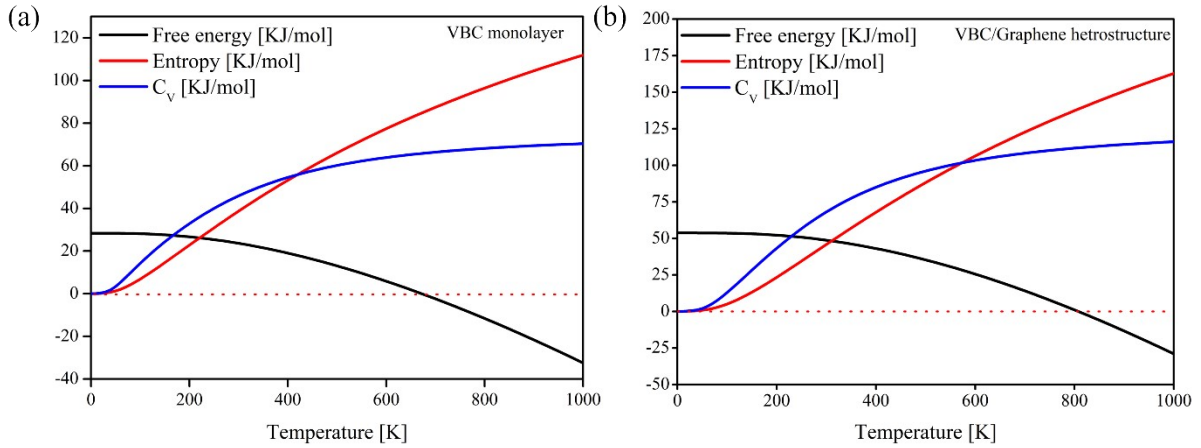 (a)
120
100
80
60
40
20
0
-20
-40
Free energy [KJ/mol]
Entropy [KJ/mol]
C_V [KJ/mol]
VBC monolayer
0 200 400 600 800 1000
Temperature [K]
(b)
200
175
150
125
100
75
50
25
0
-25
-50
Free energy [KJ/mol]
Entropy [KJ/mol]
C_V [KJ/mol]
VBC/Graphene hetrostructure
0 200 400 600 800 1000
Temperature [K]